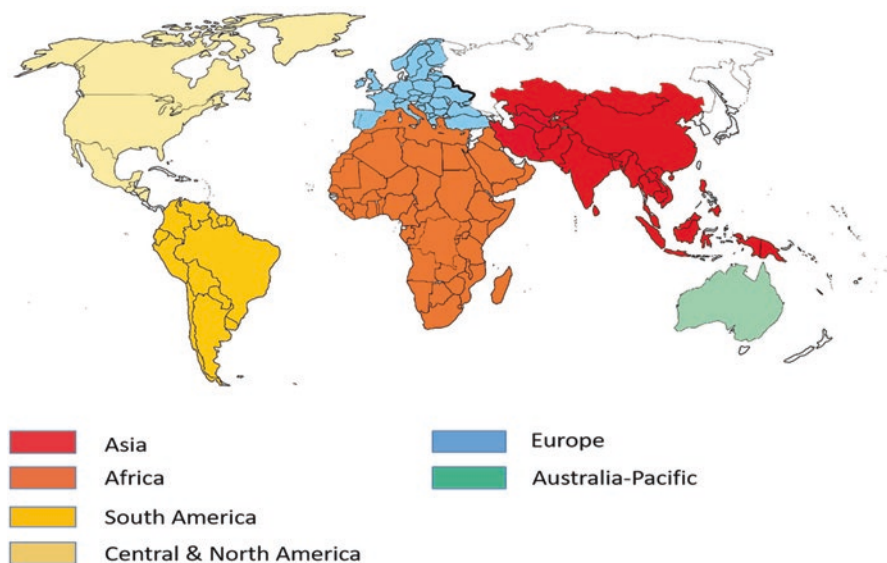 Asia
Africa
South America
Central & North America
Europe
Australia-Pacific